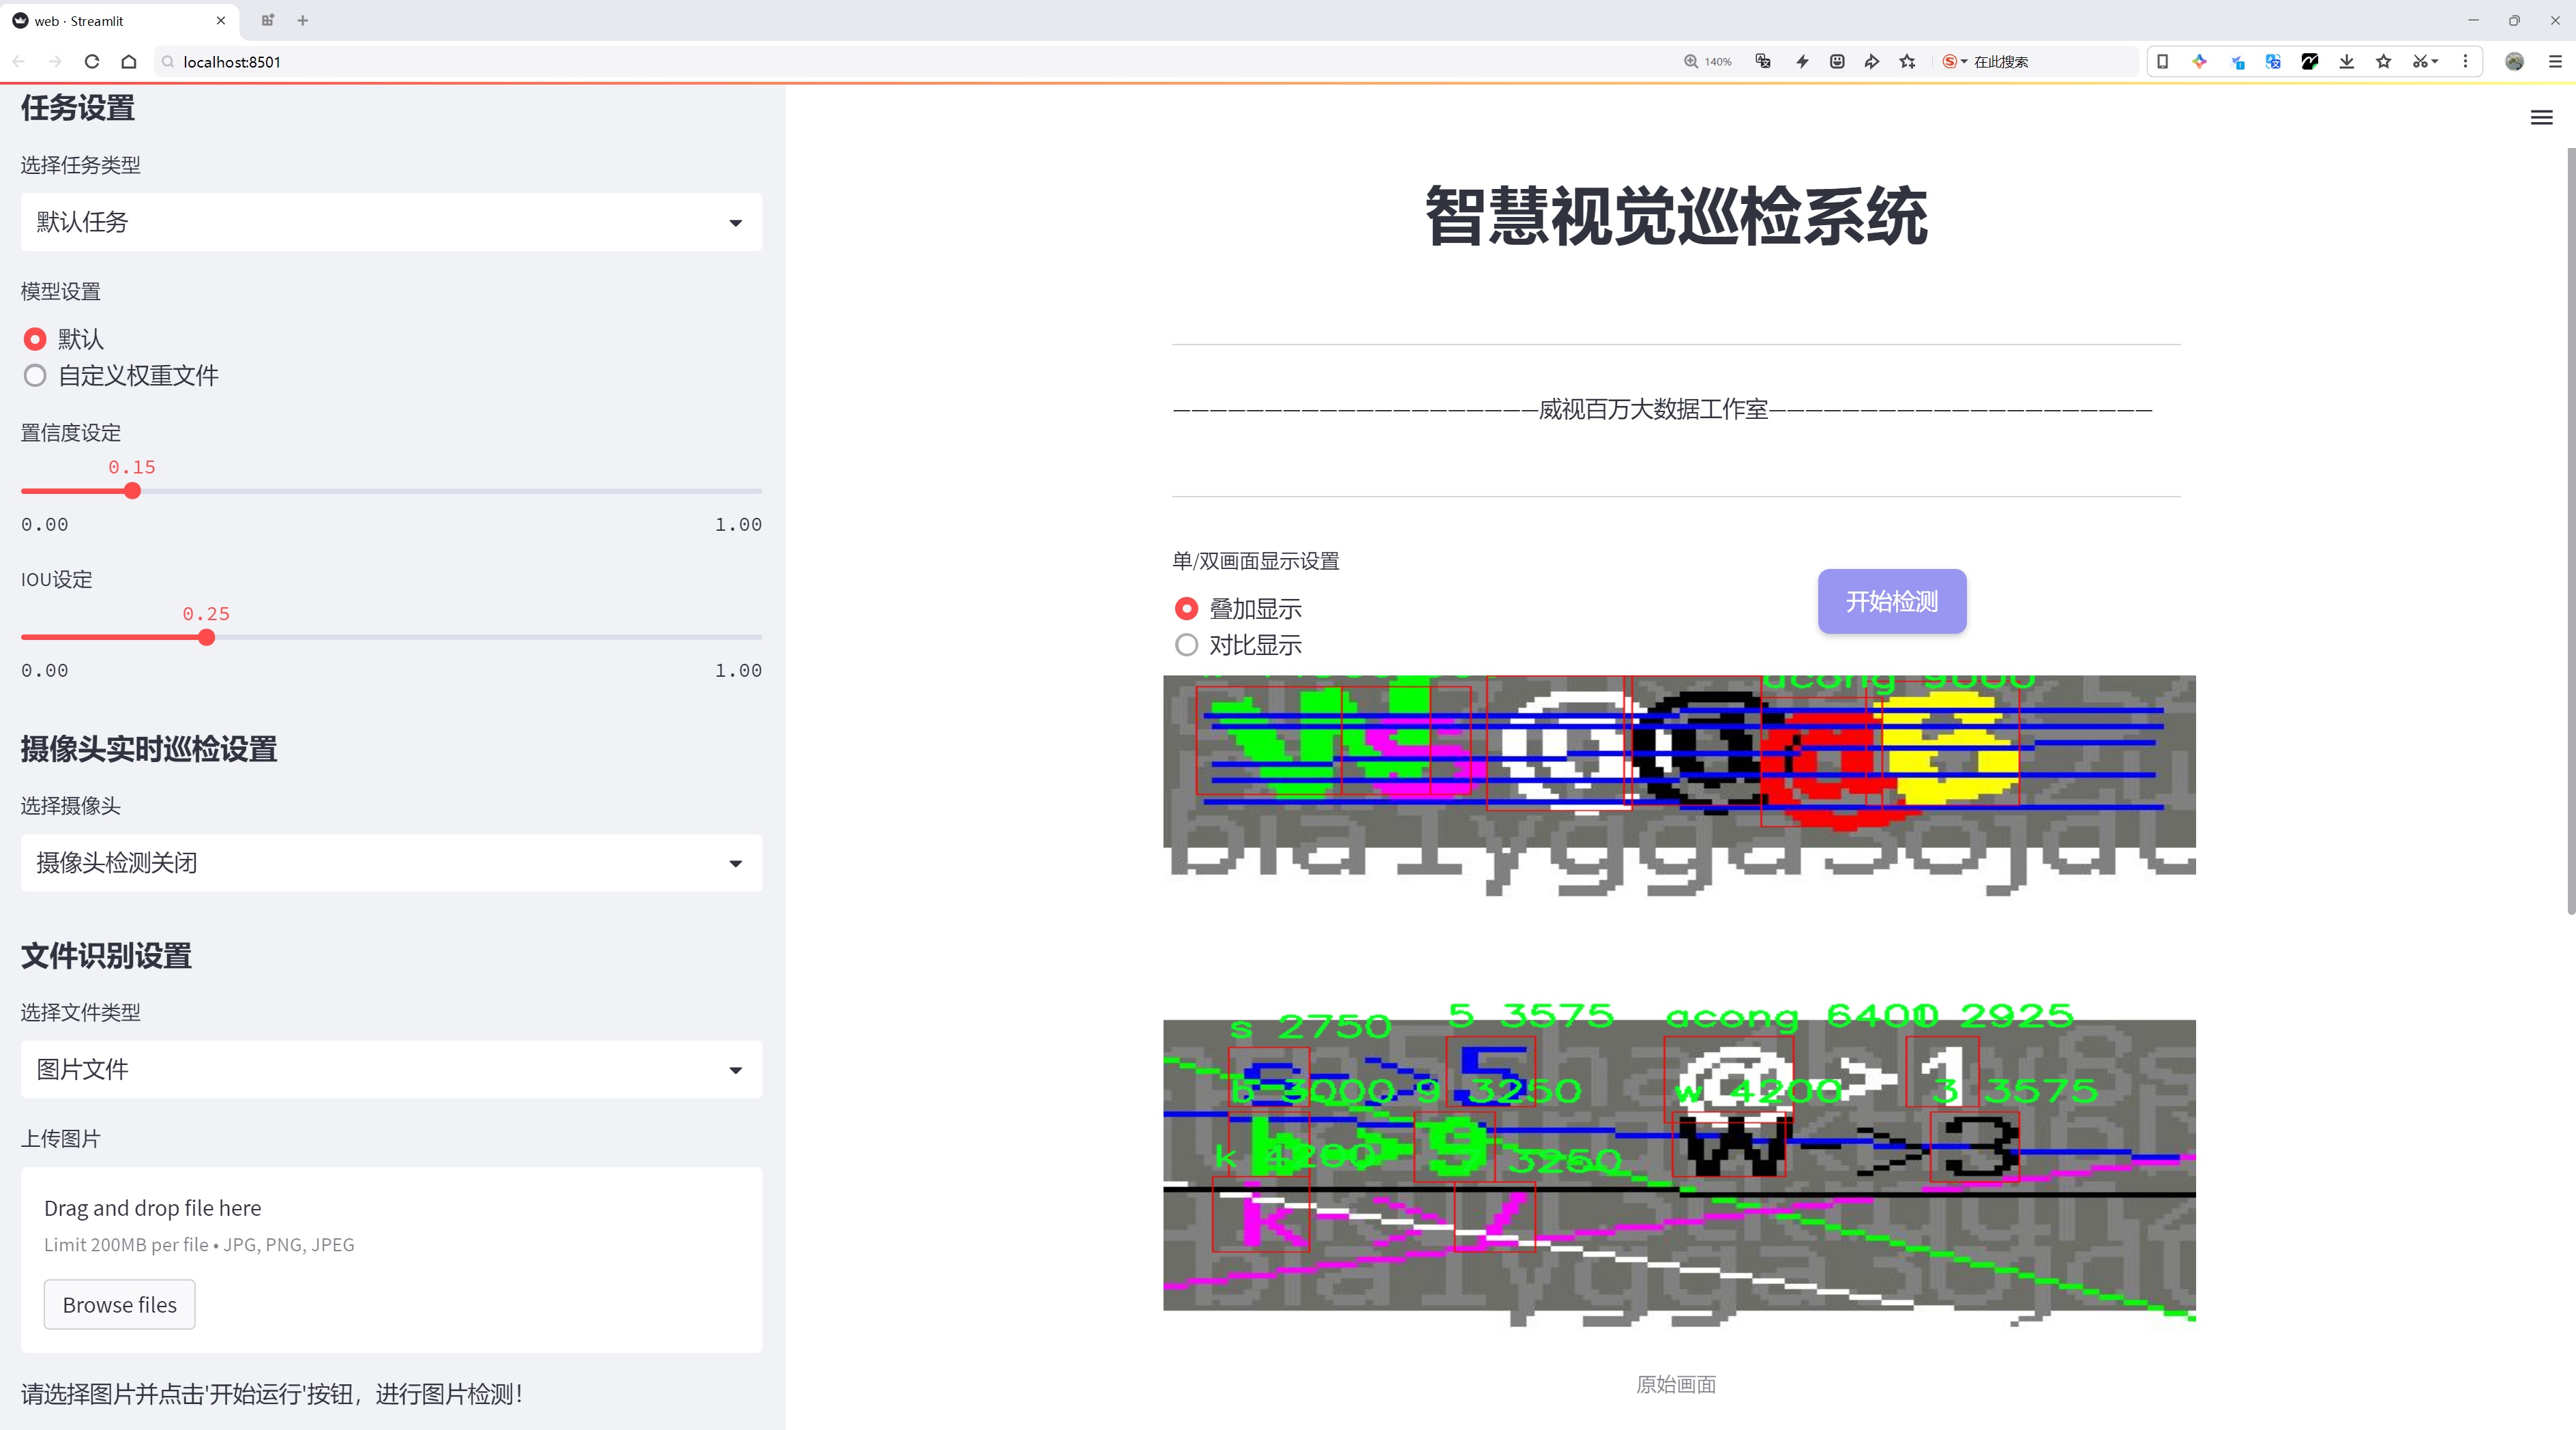 web · Streamlit
localhost:8501
140%
在此搜索
任务设置
选择任务类型
默认任务
模型设置
默认
自定义权重文件
置信度设定
0.15
0.00 1.00
IOU设定
0.25
0.00 1.00
摄像头实时巡检设置
选择摄像头
摄像头检测关闭
文件识别设置
选择文件类型
图片文件
上传图片
Drag and drop file here
Limit 200MB per file • JPG, PNG, JPEG
Browse files
请选择图片并点击'开始运行'按钮，进行图片检测！
智慧视觉巡检系统
————————————————————威视百万大数据工作室—————————————————————
单/双画面显示设置
叠加显示
对比显示
开始检测
acong 9000
s 2750 5 3575 acong 6400 2925
b 3000 9 3250 w 4200 3 3575
k 4200 3250
s > 5 @ > 1
b > 9 w > 3
k > 7
原始画面